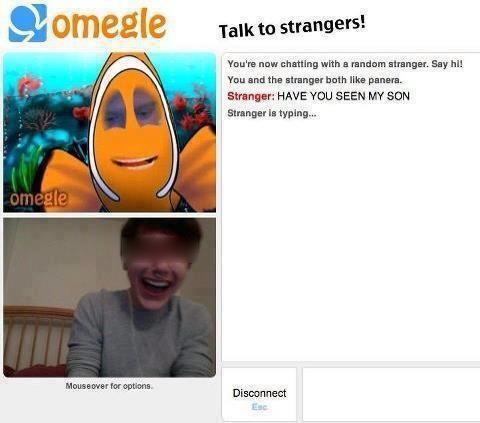 omegle
Talk to strangers!
You're now chatting with a random stranger. Say hi!
You and the stranger both like panera.
Stranger: HAVE YOU SEEN MY SON
Stranger is typing...
omegle
Mouseover for options.
Disconnect
Esc